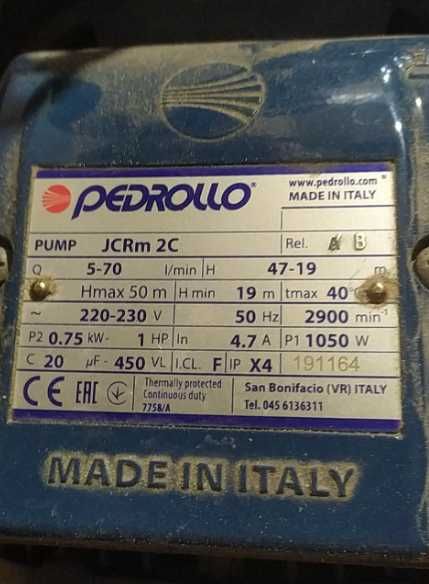 PEDROLLO®
www.pedrollo.com
MADE IN ITALY
PUMP JCRm 2C Rel. A B
Q 5-70 l/min H 47-19 m
Hmax 50 m H min 19 m tmax 40°C
~ 220-230 V 50 Hz 2900 min-1
P2 0.75 kW- 1 HP In 4.7 A P1 1050 W
C 20 µF - 450 VL I.CL. F IP X4 191164
CE EAC
Thermally protected
Continuous duty
7758/A
San Bonifacio (VR) ITALY
Tel. 045 6136311
MADE IN ITALY